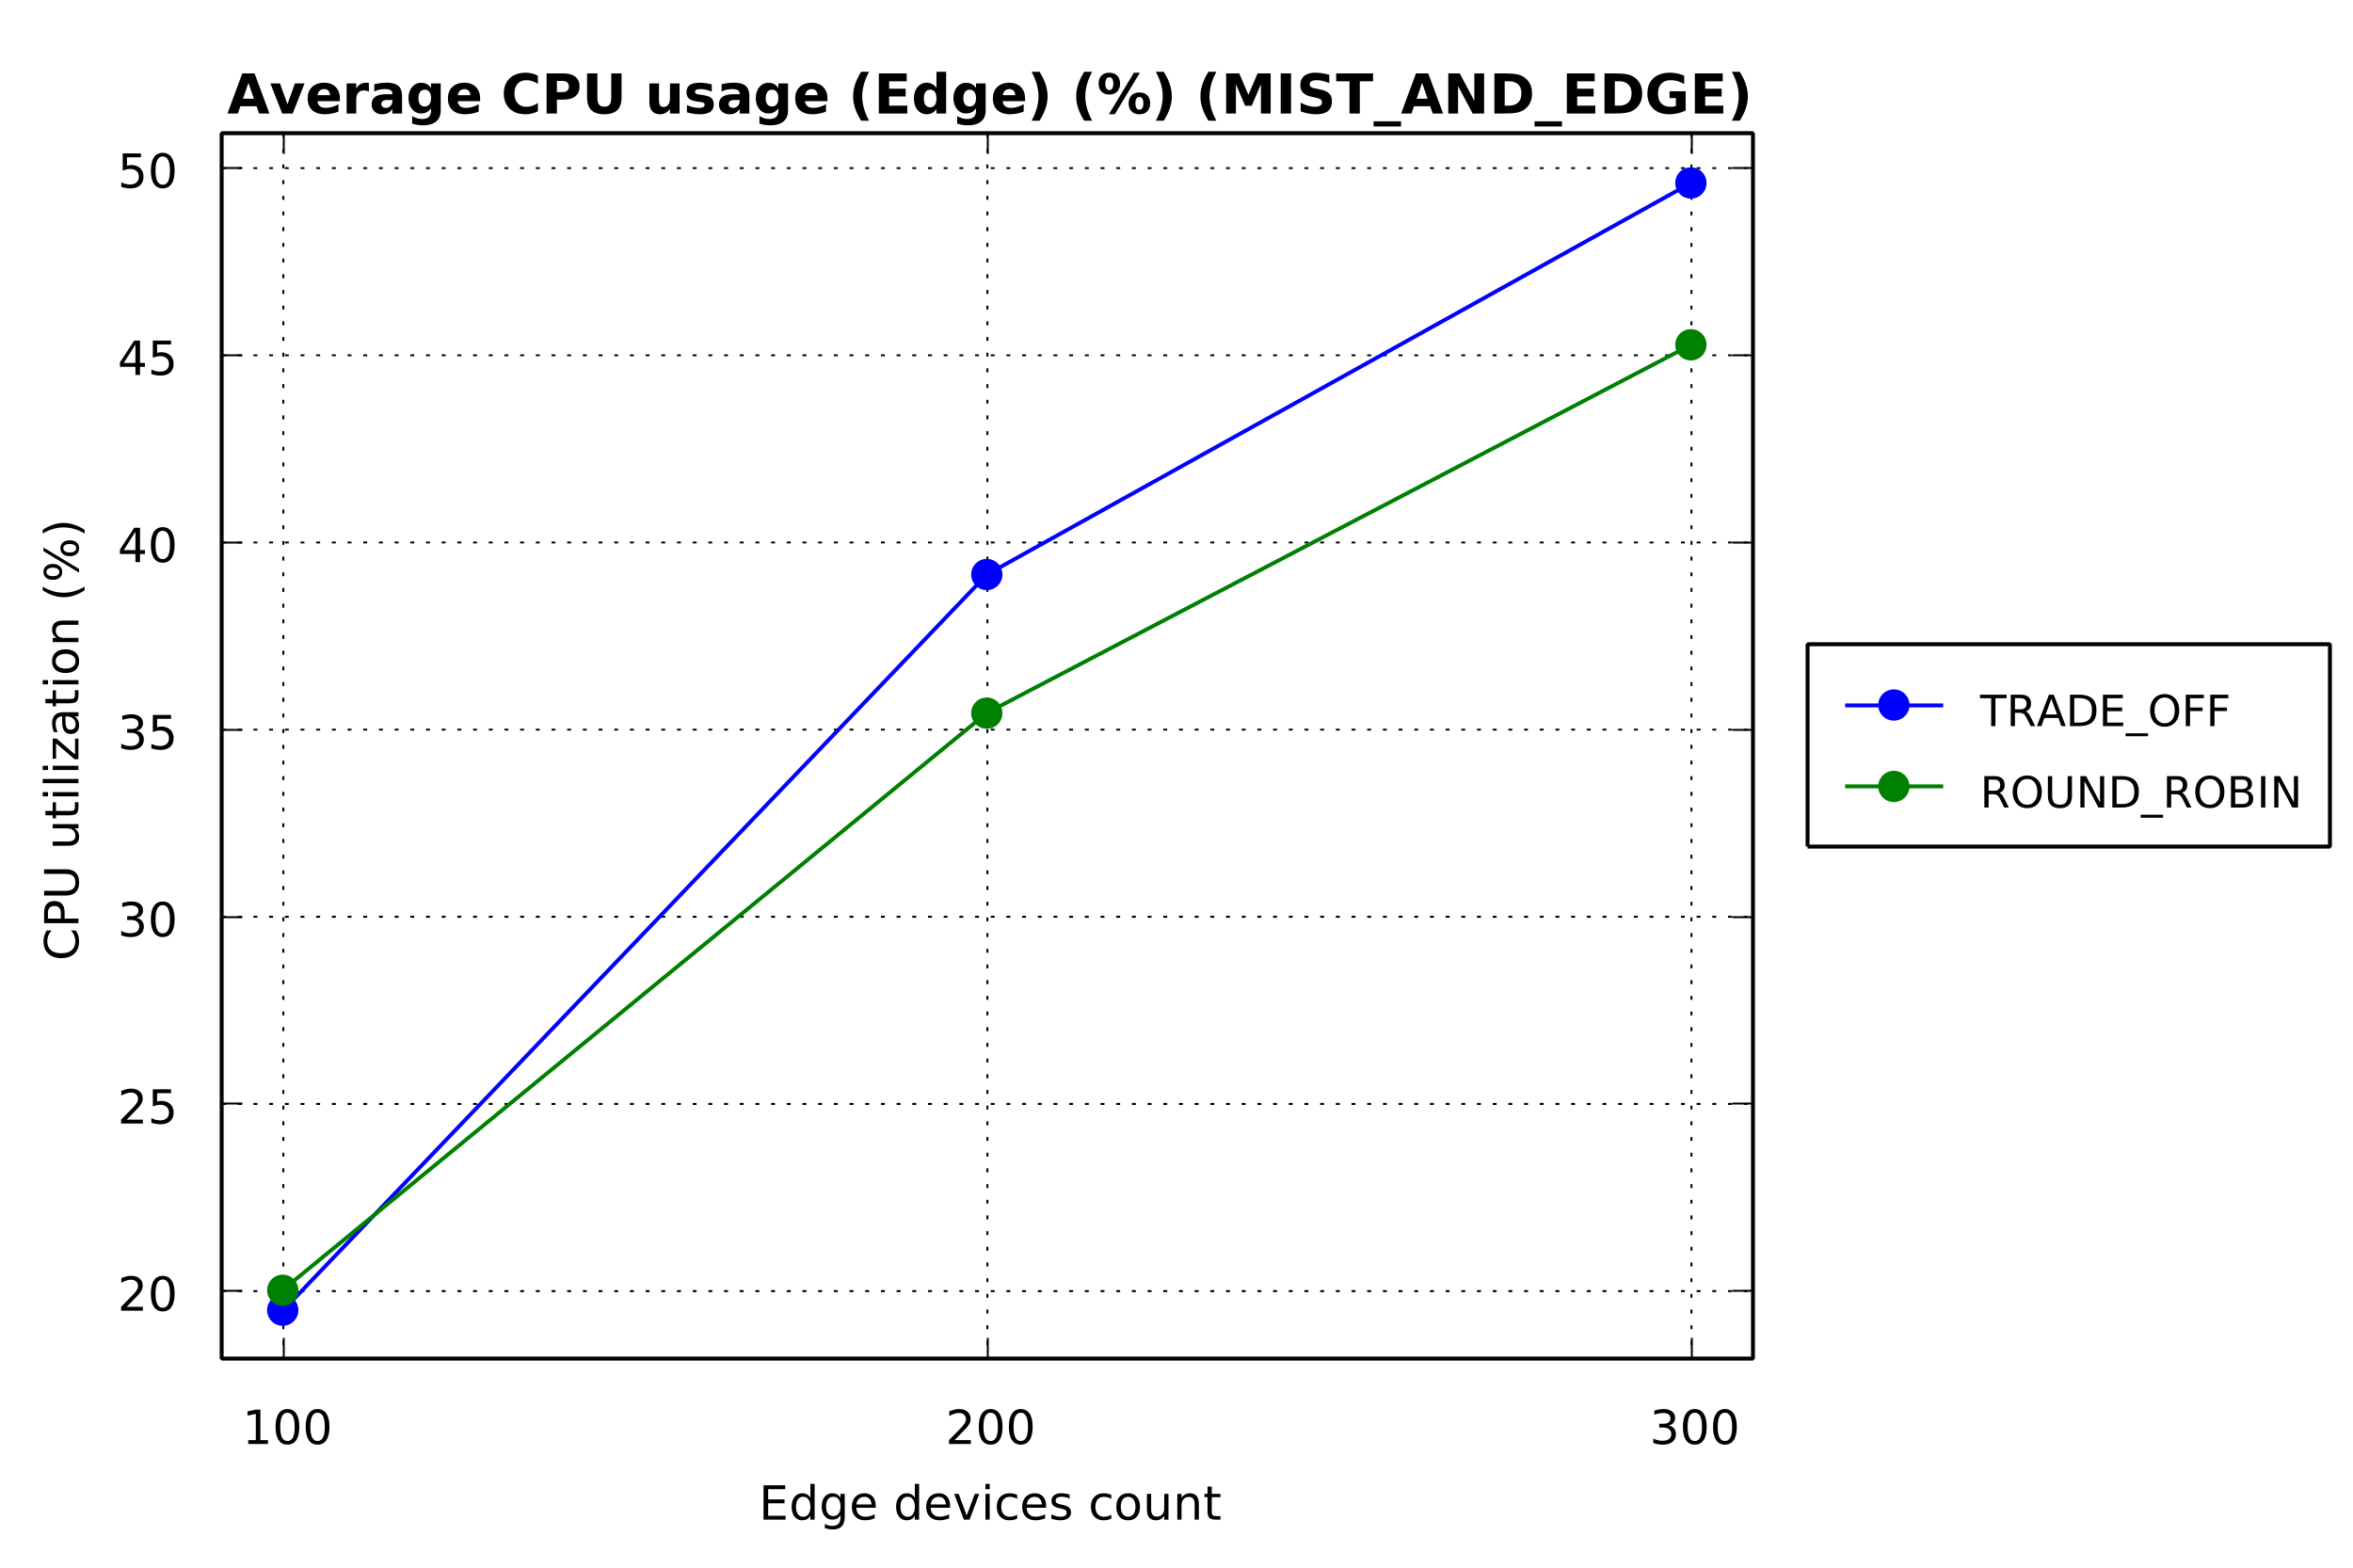 Average CPU usage (Edge) (%) (MIST_AND_EDGE)
50
45
40
35
30
25
20
CPU utilization (%)
100 200 300
Edge devices count
TRADE_OFF
ROUND_ROBIN